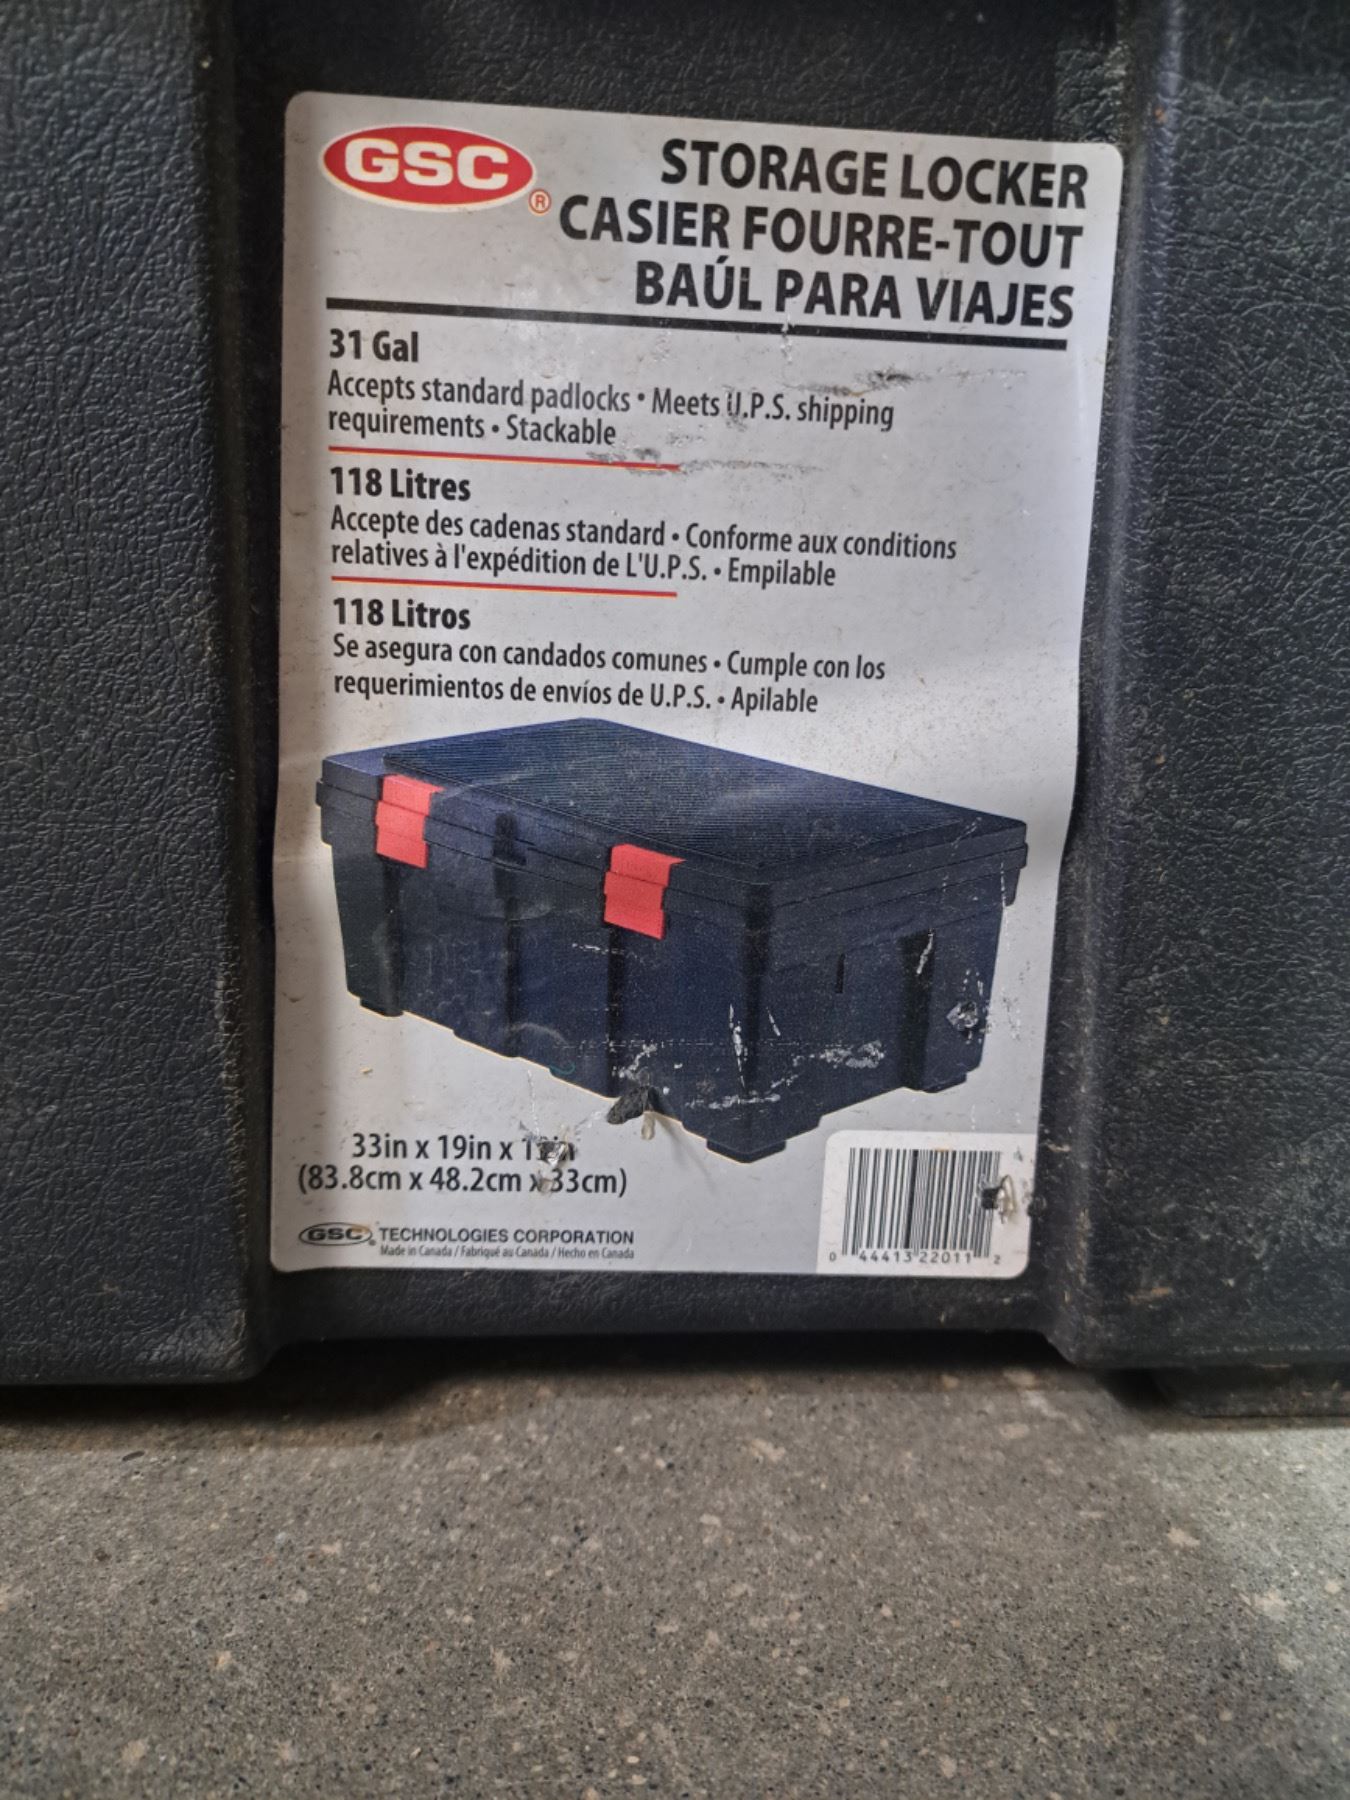 GSC®
STORAGE LOCKER
CASIER FOURRE-TOUT
BAÚL PARA VIAJES
31 Gal
Accepts standard padlocks • Meets U.P.S. shipping
requirements • Stackable
118 Litres
Accepte des cadenas standard • Conforme aux conditions
relatives à l'expédition de L'U.P.S. • Empilable
118 Litros
Se asegura con candados comunes • Cumple con los
requerimientos de envíos de U.P.S. • Apilable
33in x 19in x
(83.8cm x 48.2cm x 33cm)
GSC® TECHNOLOGIES CORPORATION
Made in Canada / Fabriqué au Canada / Hecho en Canada
0 44413 22011 2